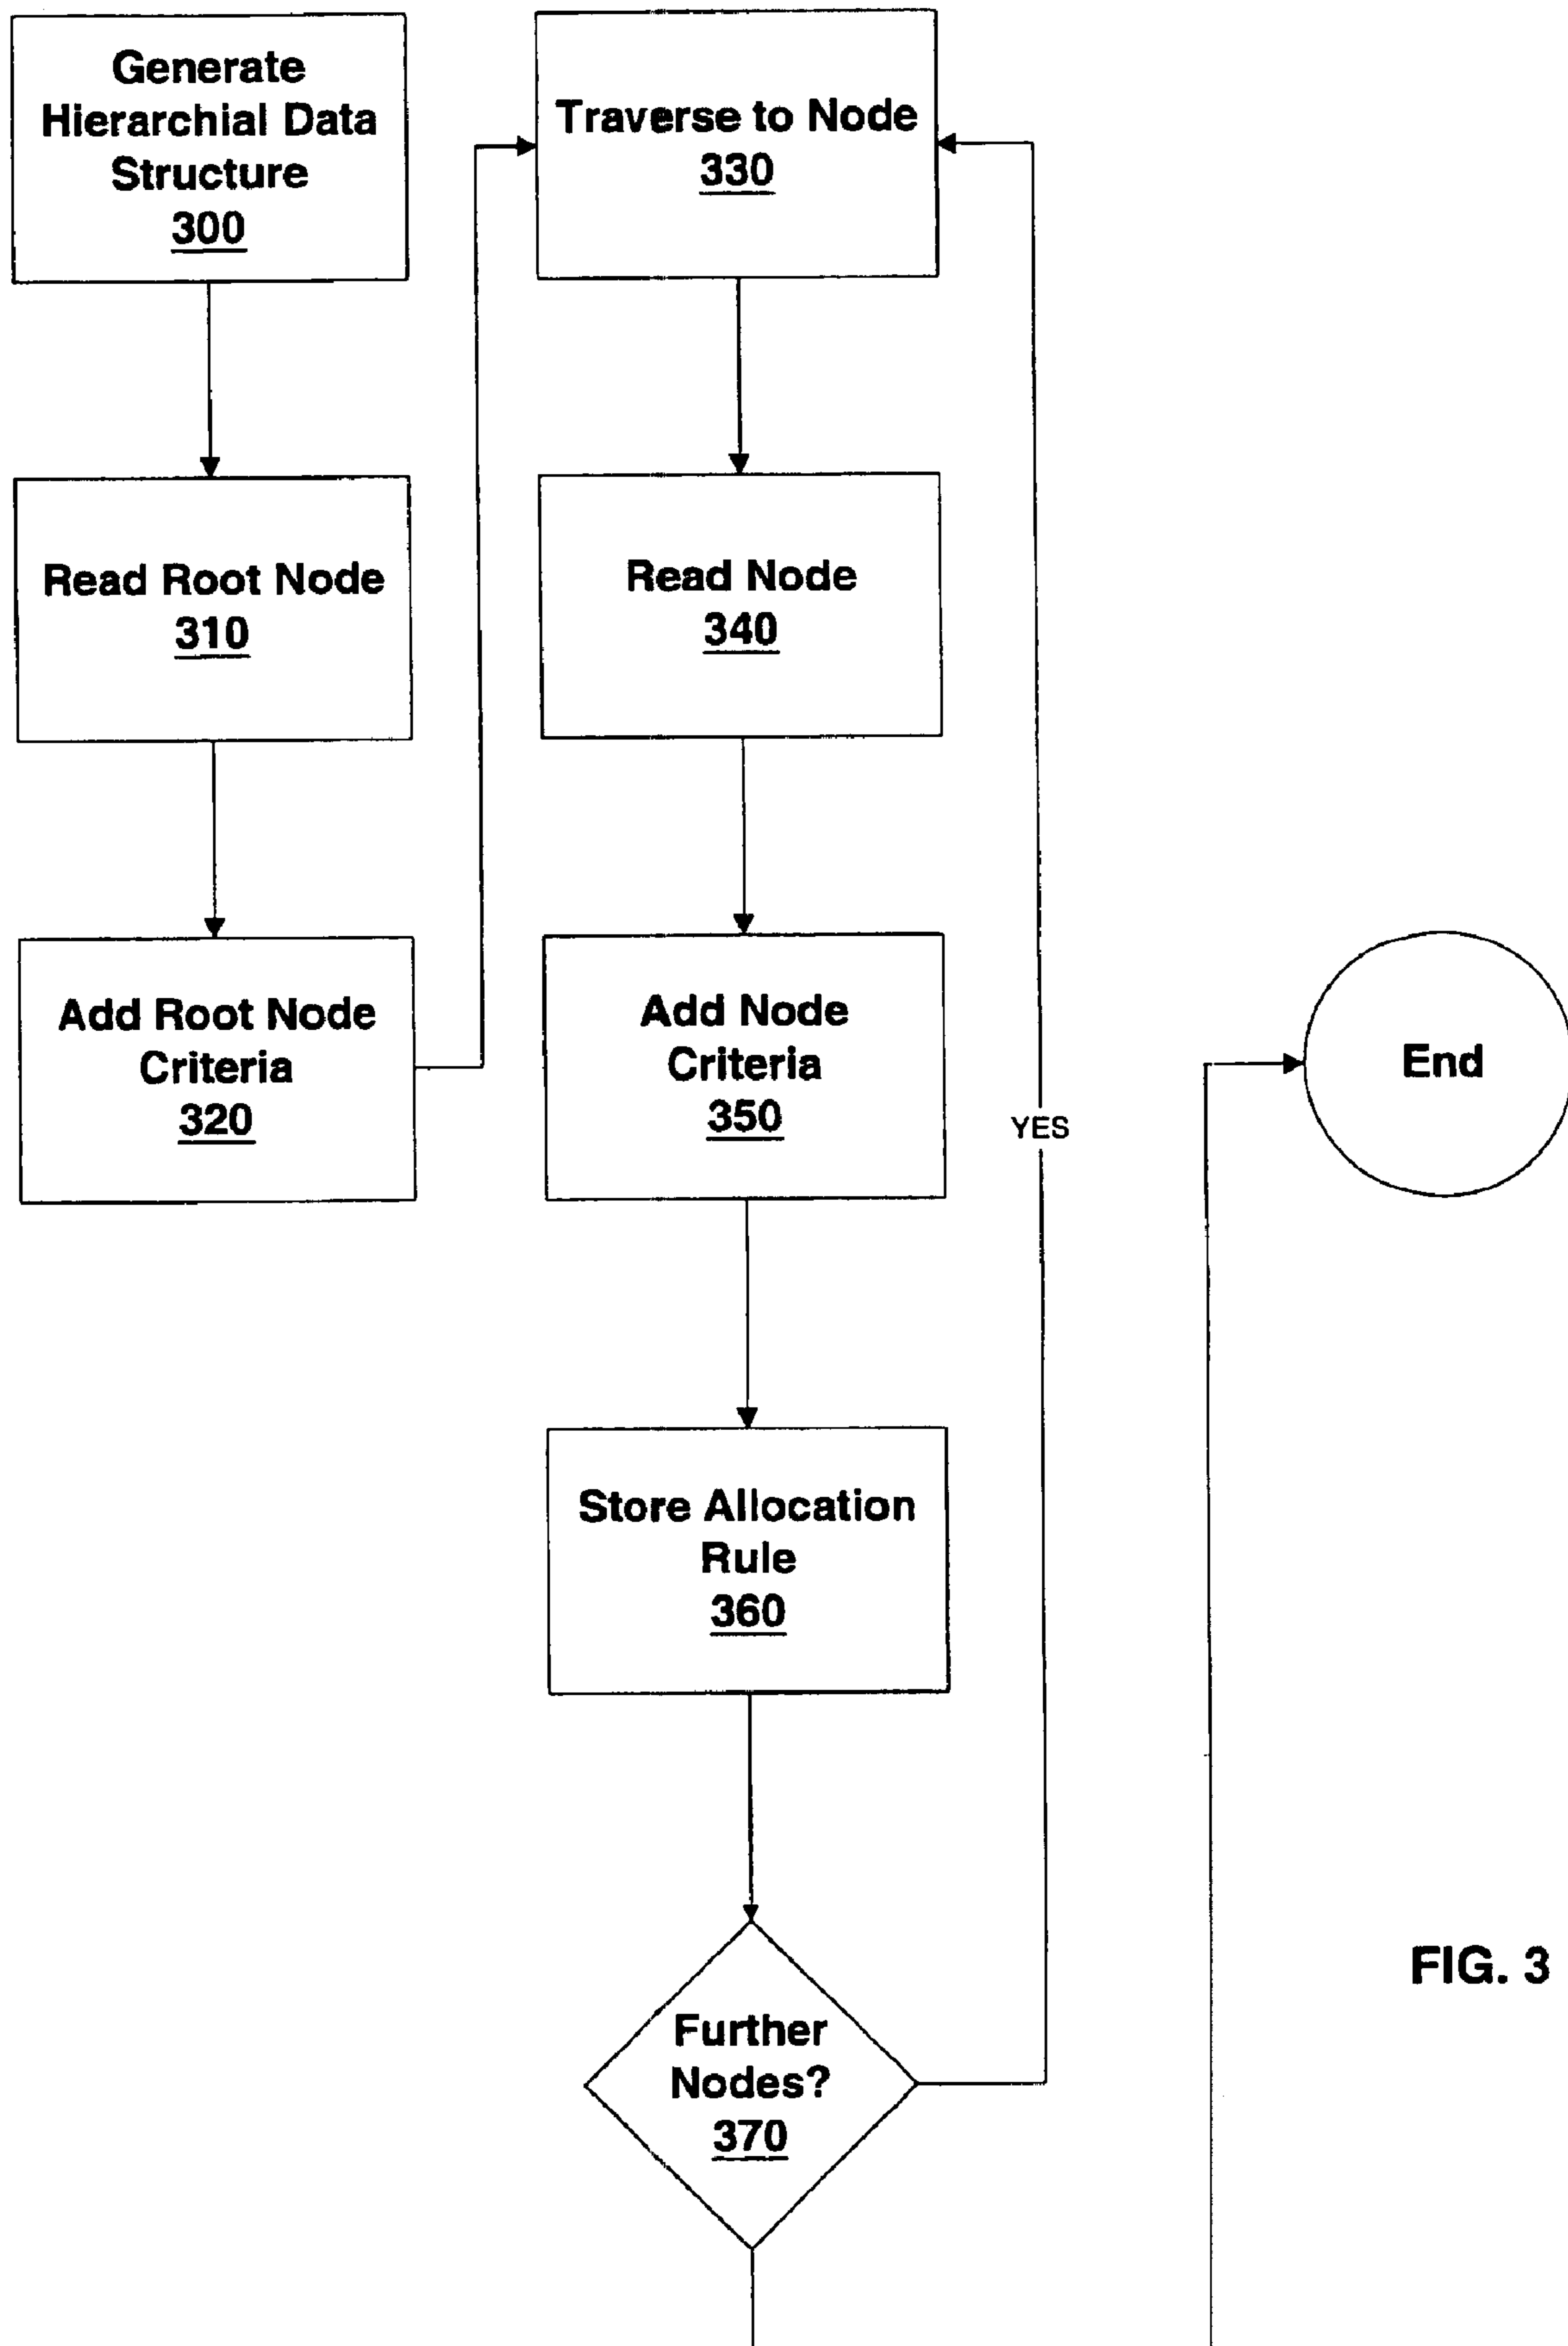 Generate
Hierarchial Data
Structure
300
Read Root Node
310
Add Root Node
Criteria
320
Traverse to Node
330
Read Node
340
Add Node
Criteria
350
Store Allocation
Rule
360
Further
Nodes?
370
YES
End
FIG. 3